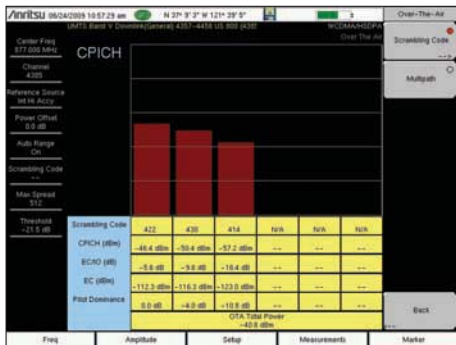 Anritsu 06/24/2009 10:57:29 am N 37° 9' 3" W 121° 39' 5" Over-The-Air
UMTS Band V Downlink(General) 4357-4458 US 800 (438) WCDMA/HSDPA
Over The Air
Center Freq
877.000 MHz
Channel
4385
Reference Source
Int Hi Accy
Power Offset
0.0 dB
Auto Range
On
Scrambling Code
--
Max Spread
512
Threshold
-21.5 dB
CPICH
Scrambling Code
-->
Multipath
Scrambling Code 422 438 414 N/A N/A N/A
CPICH (dBm) -46.4 dBm -50.4 dBm -57.2 dBm -- -- --
EC/IO (dB) -5.6 dB -9.6 dB -16.4 dB -- -- --
EC (dBm) -112.3 dBm -116.3 dBm -123.0 dBm -- -- --
Pilot Dominance 0.0 dB -4.0 dB -10.8 dB -- -- --
OTA Total Power
-40.8 dBm
Back
Freq Amplitude Setup Measurements Marker